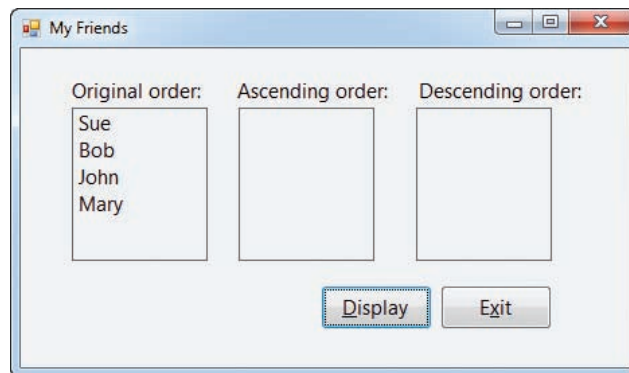 My Friends
Original order: Ascending order: Descending order:
Sue
Bob
John
Mary
Display Exit